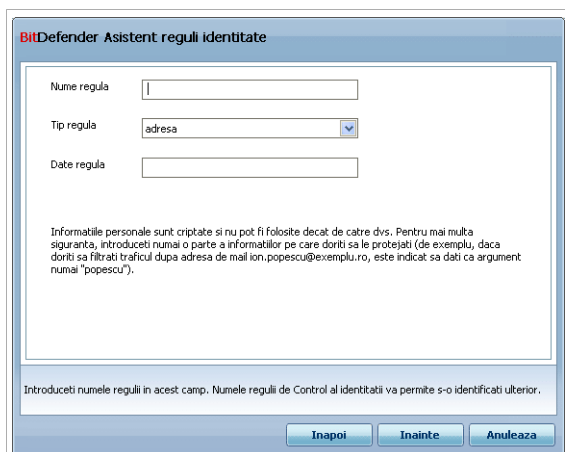 BitDefender Asistent reguli identitate
Nume regula
Tip regula
adresa
Date regula
Informatiile personale sunt criptate si nu pot fi folosite decat de catre dvs. Pentru mai multa
siguranta, introduceti numai o parte a informatiilor pe care doriti sa le protejati (de exemplu, daca
doriti sa filtrati traficul dupa adresa de mail ion.popescu@exemplu.ro, este indicat sa dati ca argument
numai "popescu").
Introduceti numele regulii in acest camp. Numele regulii de Control al identitatii va permite s-o identificati ulterior.
Inapoi
Inainte
Anuleaza